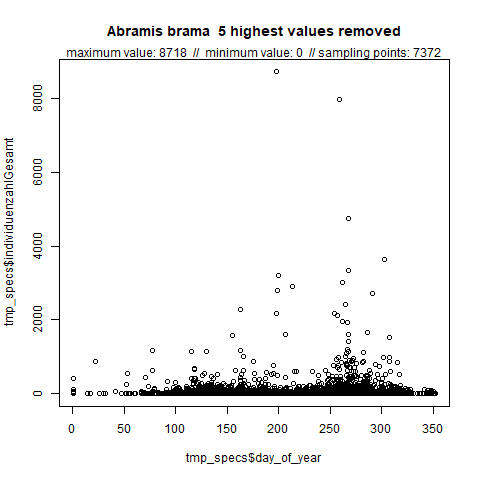 Abramis brama  5 highest values removed
maximum value: 8718  //  minimum value: 0  // sampling points: 7372
tmp_specs$individuenzahlGesamt
8000
6000
4000
2000
0
0 50 100 150 200 250 300 350
tmp_specs$day_of_year